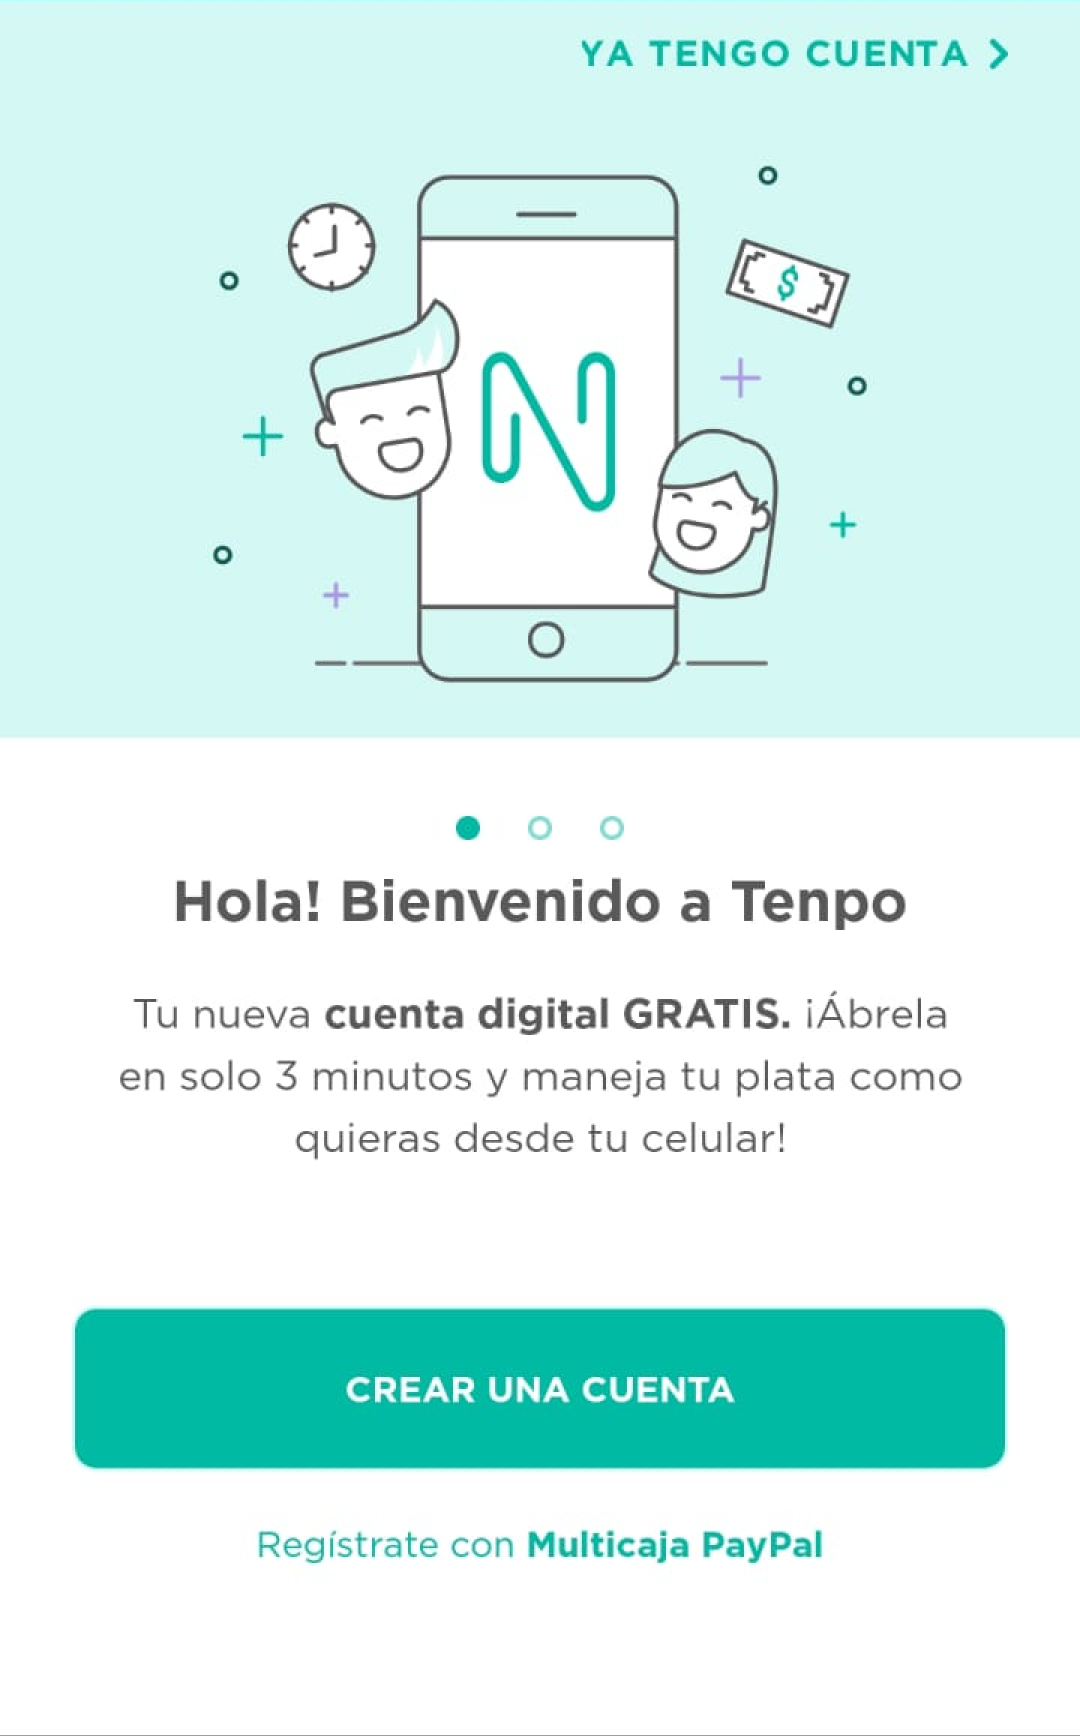 YA TENGO CUENTA
$
N
Hola! Bienvenido a Tenpo
Tu nueva cuenta digital GRATIS. ¡Ábrela
en solo 3 minutos y maneja tu plata como
quieras desde tu celular!
CREAR UNA CUENTA
Regístrate con Multicaja PayPal